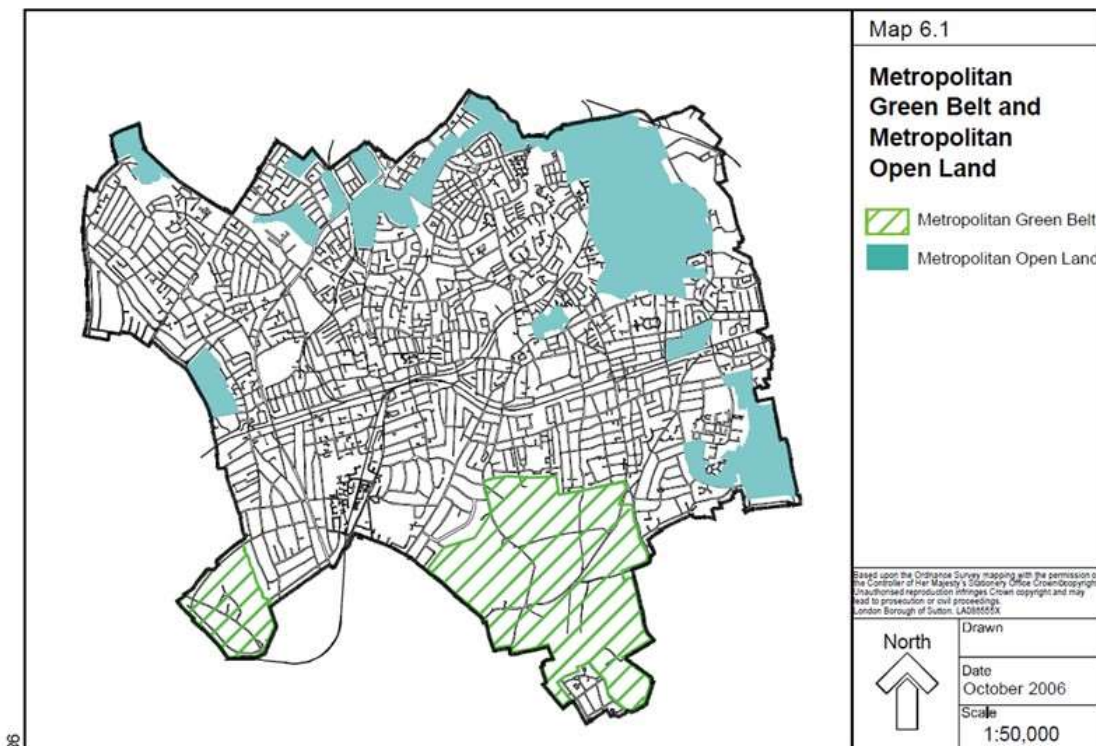 Map 6.1
Metropolitan
Green Belt and
Metropolitan
Open Land
Metropolitan Green Belt
Metropolitan Open Land
Based upon the Ordnance Survey mapping with the permission o
the Controller of Her Majesty's Stationery Office Crown©copyright
Unauthorised reproduction infringes Crown copyright and may
lead to prosecution or civil proceedings.
London Borough of Sutton.
North
Drawn
Date
October 2006
Scale
1:50,000